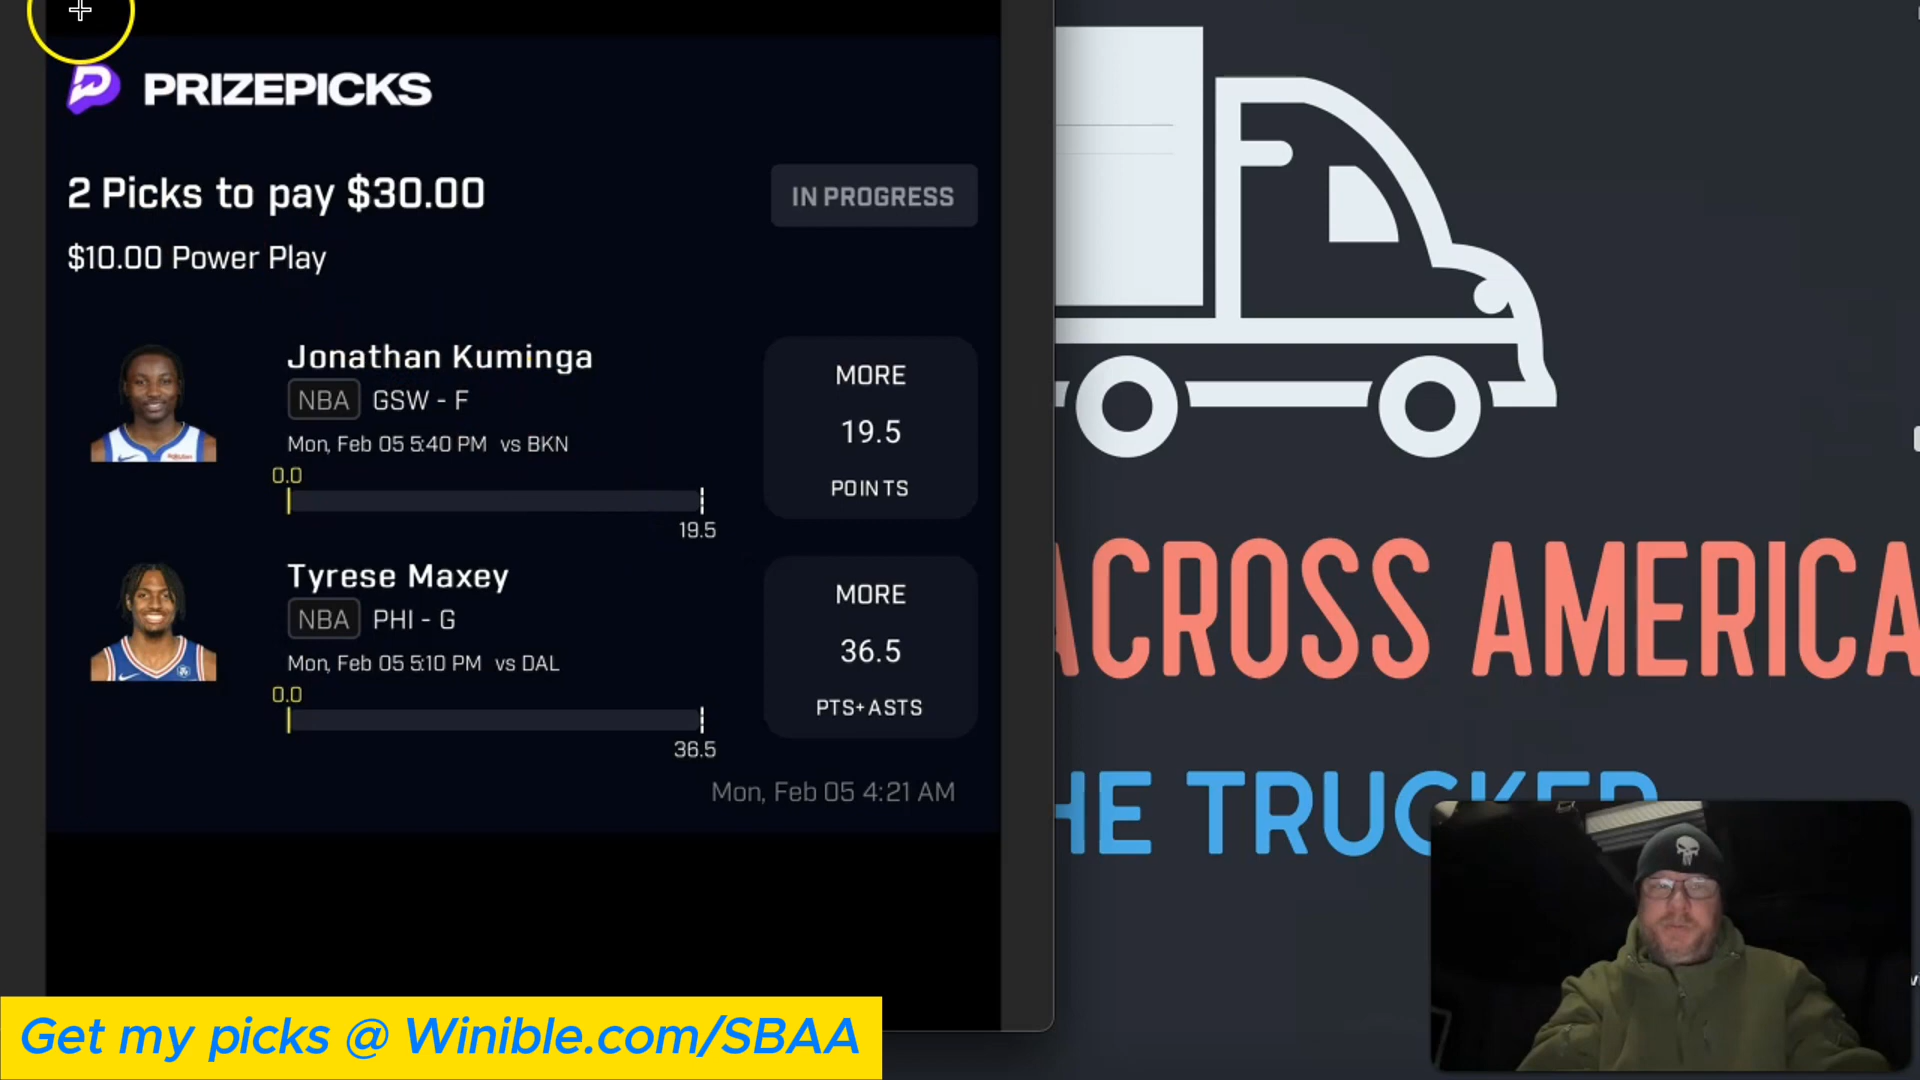 PRIZEPICKS
2 Picks to pay $30.00
IN PROGRESS
$10.00 Power Play
Jonathan Kuminga
NBA GSW - F
Mon, Feb 05 5:40 PM vs BKN
0.0
19.5
MORE
19.5
POINTS
Tyrese Maxey
NBA PHI - G
Mon, Feb 05 5:10 PM vs DAL
0.0
36.5
MORE
36.5
PTS+ASTS
Mon, Feb 05 4:21 AM
ACROSS AMERICA
HE TRUCKER
Get my picks @ Winible.com/SBAA